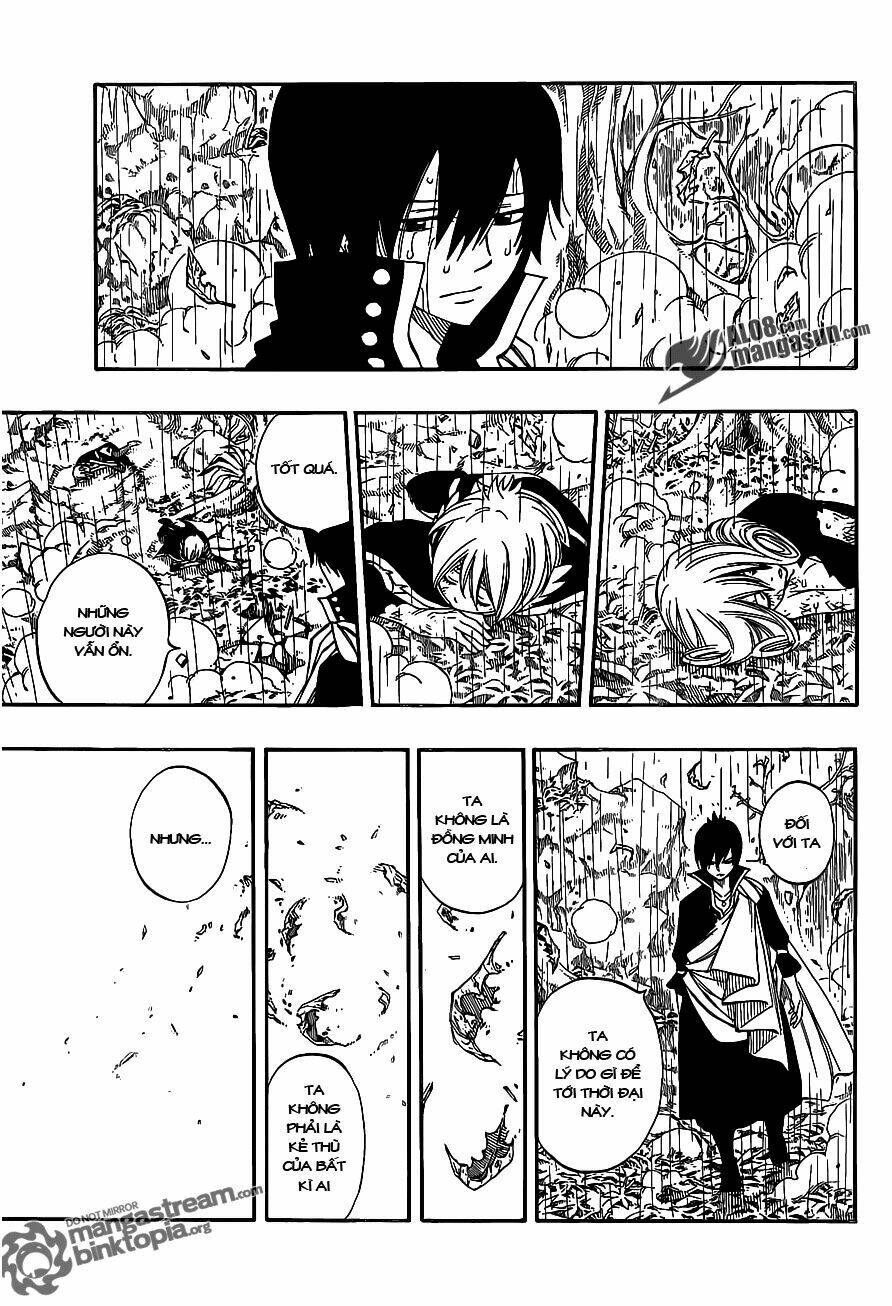 AL08.com
mangasun.com
TỐT QUÁ.
NHỮNG
NGƯỜI NÀY
VẪN ỔN.
ĐỐI
VỚI TA
TA
KHÔNG CÓ
LÝ DO GÌ ĐỂ
TỚI THỜI ĐẠI
NÀY.
TA
KHÔNG LÀ
ĐỒNG MINH
CỦA AI.
TA
KHÔNG
PHẢI LÀ
KẺ THÙ
CỦA BẤT
KÌ AI
NHƯNG...
DO NOT MIRROR
mangastream.com
binktopia.org